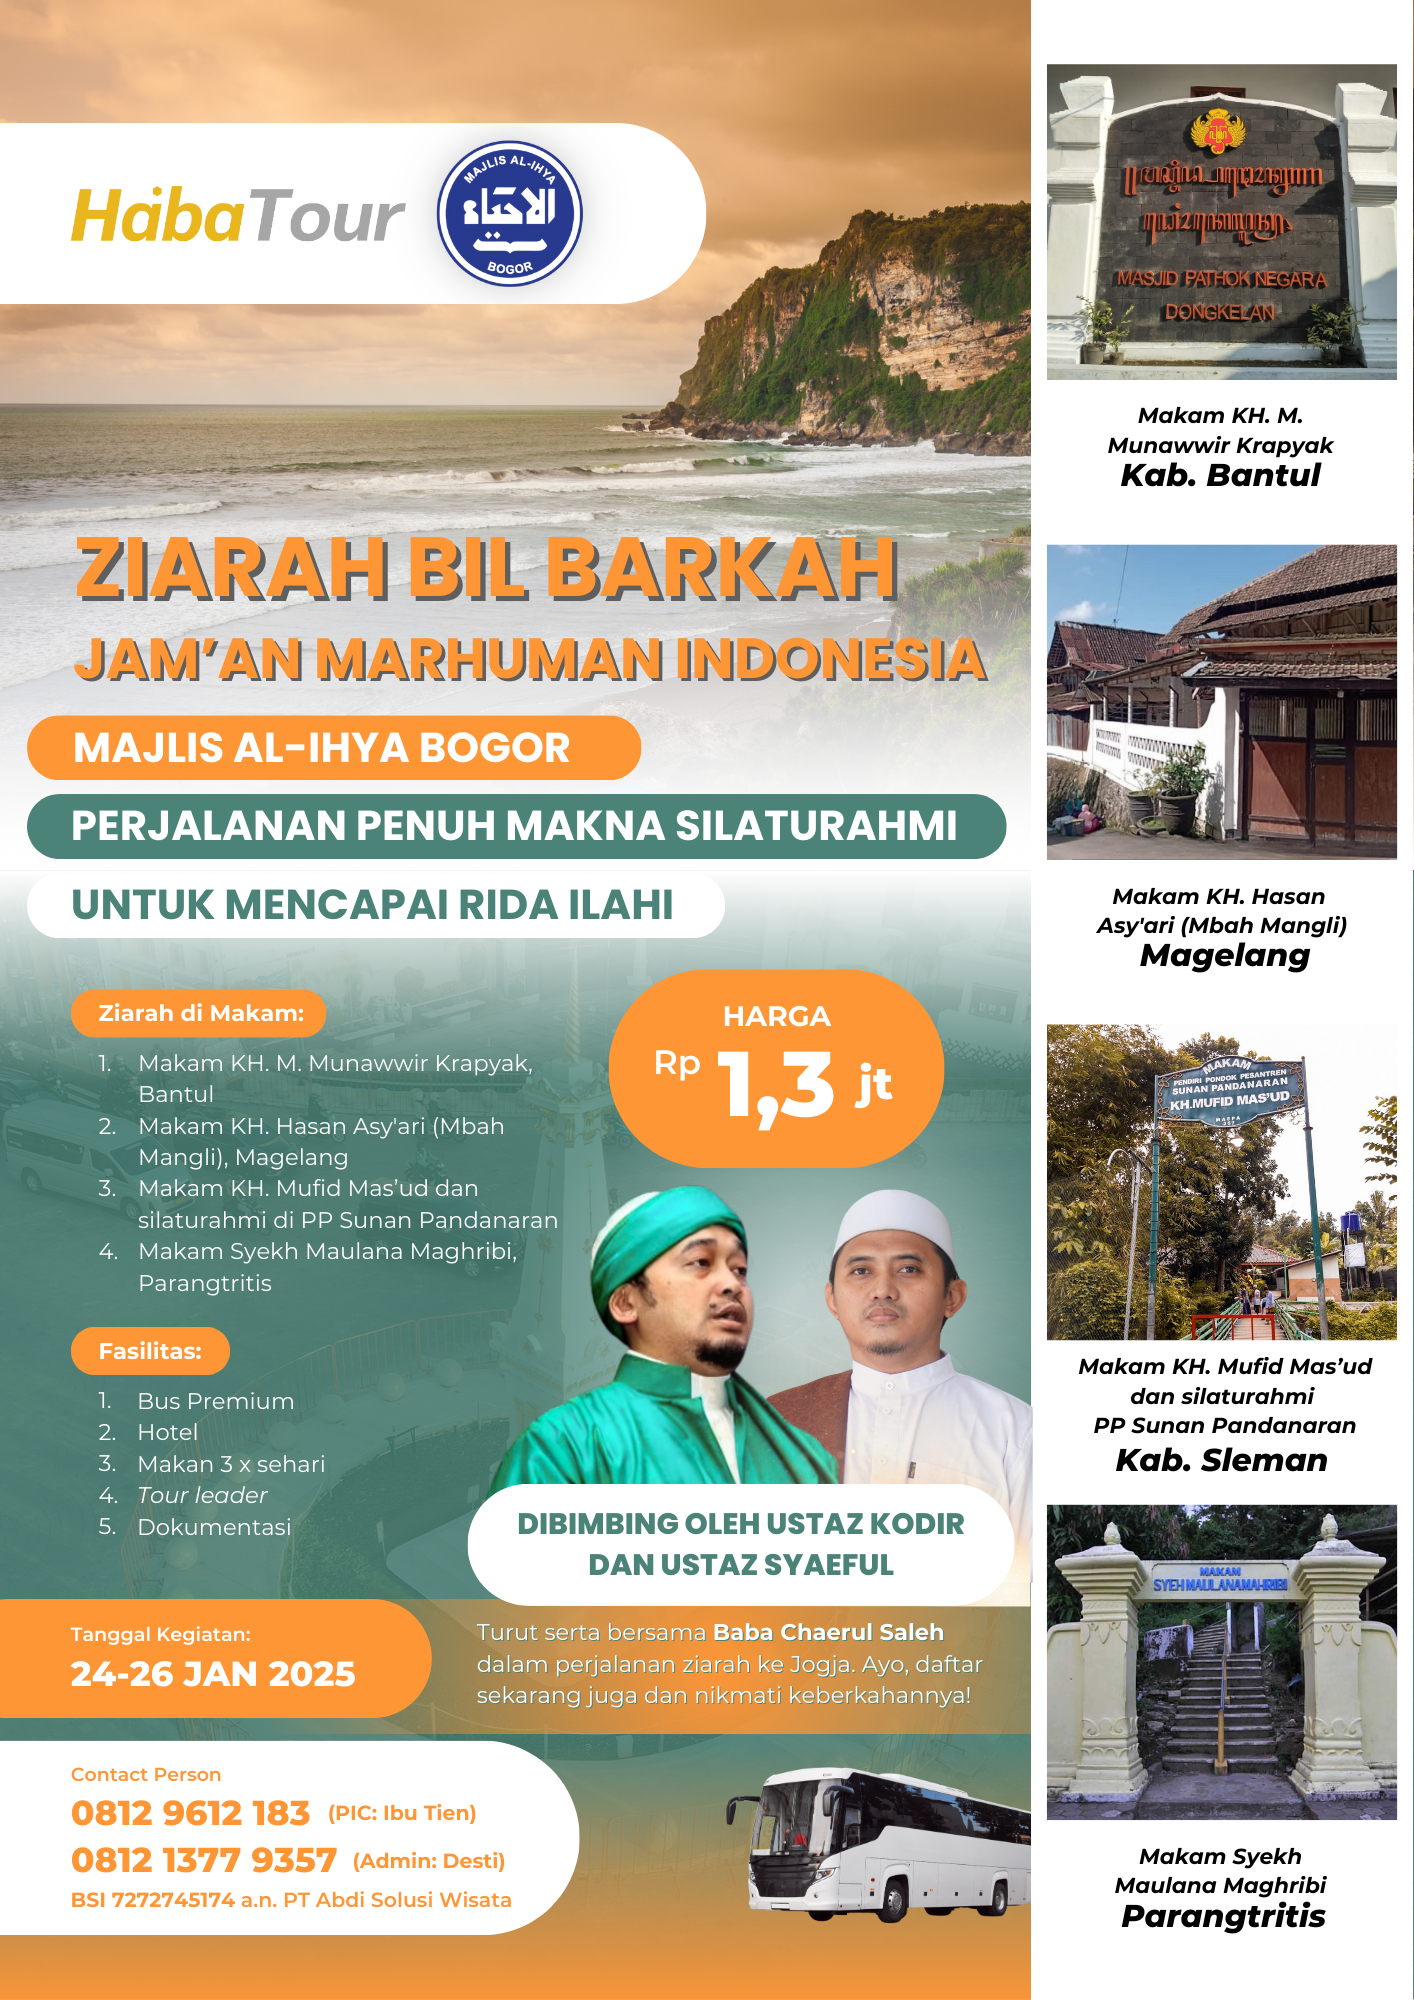 HabaTour
MAJLIS AL-IHYA
الاحياء
BOGOR
ZIARAH BIL BARKAH
JAM’AN MARHUMAN INDONESIA
MAJLIS AL-IHYA BOGOR
PERJALANAN PENUH MAKNA SILATURAHMI
UNTUK MENCAPAI RIDA ILAHI
Ziarah di Makam:
1. Makam KH. M. Munawwir Krapyak,
Bantul
2. Makam KH. Hasan Asy'ari (Mbah
Mangli), Magelang
3. Makam KH. Mufid Mas’ud dan
silaturahmi di PP Sunan Pandanaran
4. Makam Syekh Maulana Maghribi,
Parangtritis
Fasilitas:
1. Bus Premium
2. Hotel
3. Makan 3 x sehari
4. Tour leader
5. Dokumentasi
HARGA
Rp 1,3 jt
DIBIMBING OLEH USTAZ KODIR
DAN USTAZ SYAEFUL
Tanggal Kegiatan:
24-26 JAN 2025
Turut serta bersama Baba Chaerul Saleh
dalam perjalanan ziarah ke Jogja. Ayo, daftar
sekarang juga dan nikmati keberkahannya!
Contact Person
0812 9612 183 (PIC: Ibu Tien)
0812 1377 9357 (Admin: Desti)
BSI 7272745174 a.n. PT Abdi Solusi Wisata
MASJID PATHOK NEGARA
DONGKELAN
Makam KH. M.
Munawwir Krapyak
Kab. Bantul
Makam KH. Hasan
Asy'ari (Mbah Mangli)
Magelang
MAKAM
PENDIRI PONDOK PESANTREN
SUNAN PANDANARAN
KH.MUFID MAS'UD
Makam KH. Mufid Mas’ud
dan silaturahmi
PP Sunan Pandanaran
Kab. Sleman
MAKAM
SYEH MAULANA MAHRIBI
Makam Syekh
Maulana Maghribi
Parangtritis